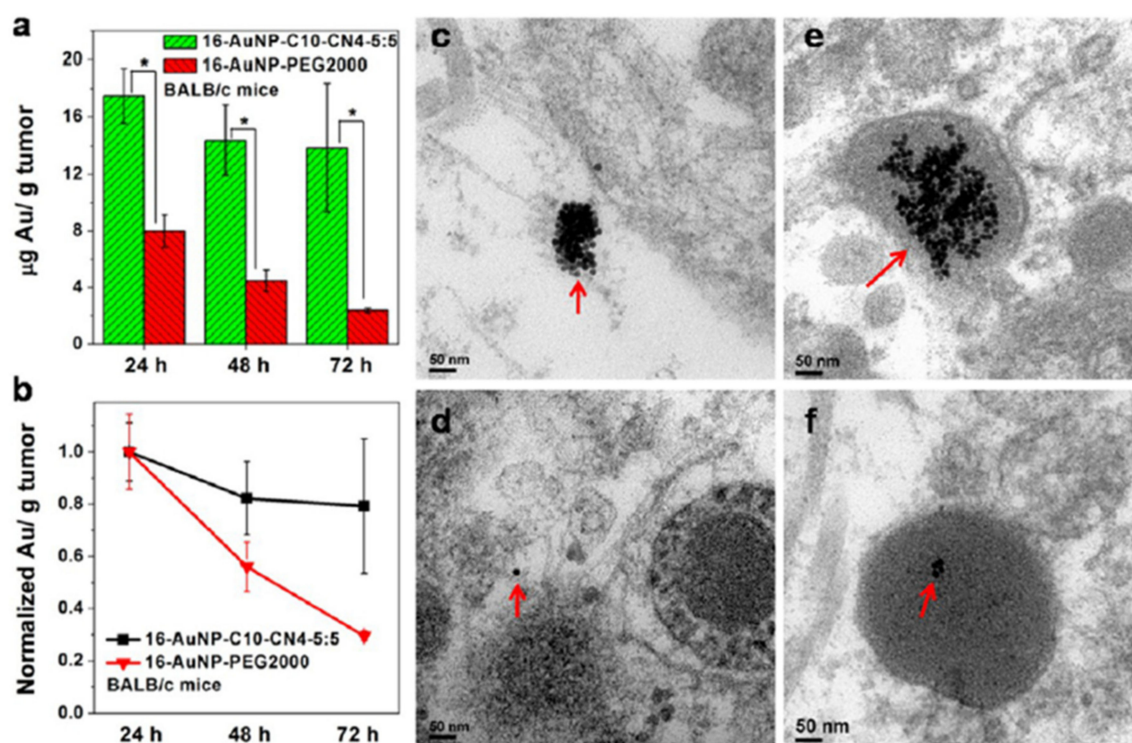 a
16-AuNP-C10-CN4-5:5
16-AuNP-PEG2000
BALB/c mice
*
*
*
μg Au/ g tumor
20
16
12
8
4
0
24 h
48 h
72 h
b
Normalized Au/ g tumor
1.0
0.8
0.6
0.4
0.2
0.0
16-AuNP-C10-CN4-5:5
16-AuNP-PEG2000
BALB/c mice
24 h
48 h
72 h
c
50 nm
e
50 nm
d
50 nm
f
50 nm